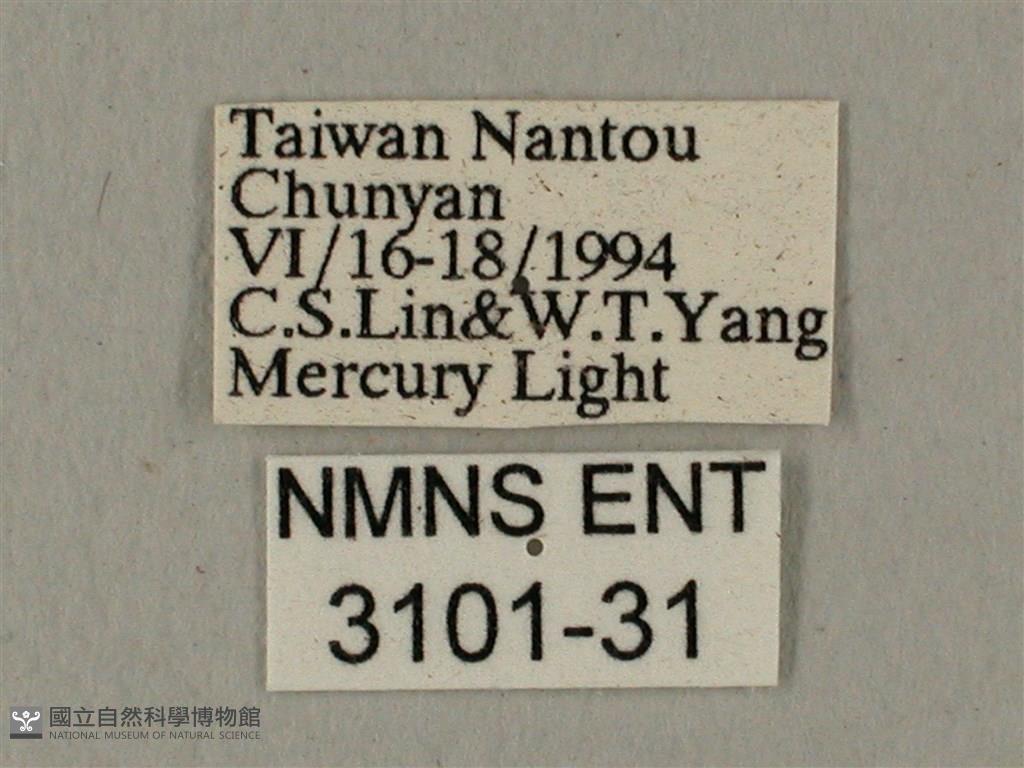 Taiwan Nantou
Chunyan
VI/16-18/1994
C.S.Lin&W.T.Yang
Mercury Light
NMNS ENT
3101-31
國立自然科學博物館
NATIONAL MUSEUM OF NATURAL SCIENCE